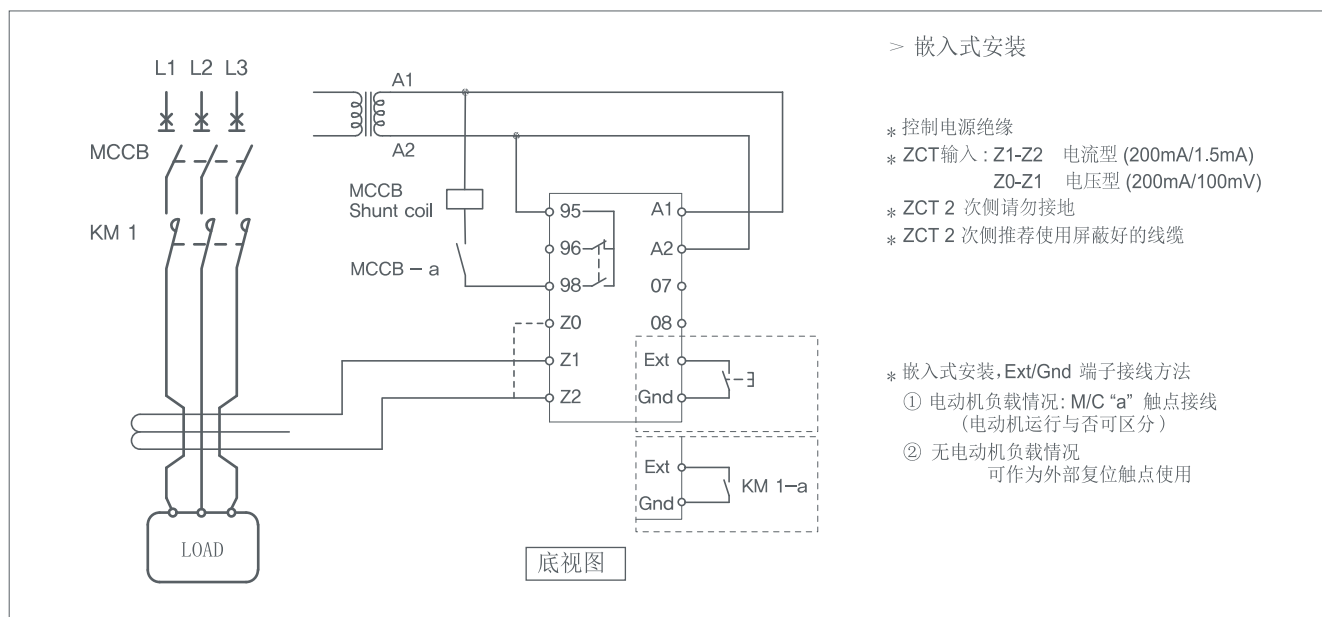 > 嵌入式安装
L1 L2 L3
MCCB
KM 1
LOAD
A1
A2
MCCB
Shunt coil
MCCB－a
95
96
98
Z0
Z1
Z2
A1
A2
07
08
Ext
Gnd
Ext
Gnd
KM 1－a
底视图
* 控制电源绝缘
* ZCT输入 : Z1-Z2 电流型 (200mA/1.5mA)
Z0-Z1 电压型 (200mA/100mV)
* ZCT 2 次侧请勿接地
* ZCT 2 次侧推荐使用屏蔽好的线缆
* 嵌入式安装, Ext/Gnd 端子接线方法
① 电动机负载情况: M/C “a” 触点接线
(电动机运行与否可区分)
② 无电动机负载情况
可作为外部复位触点使用